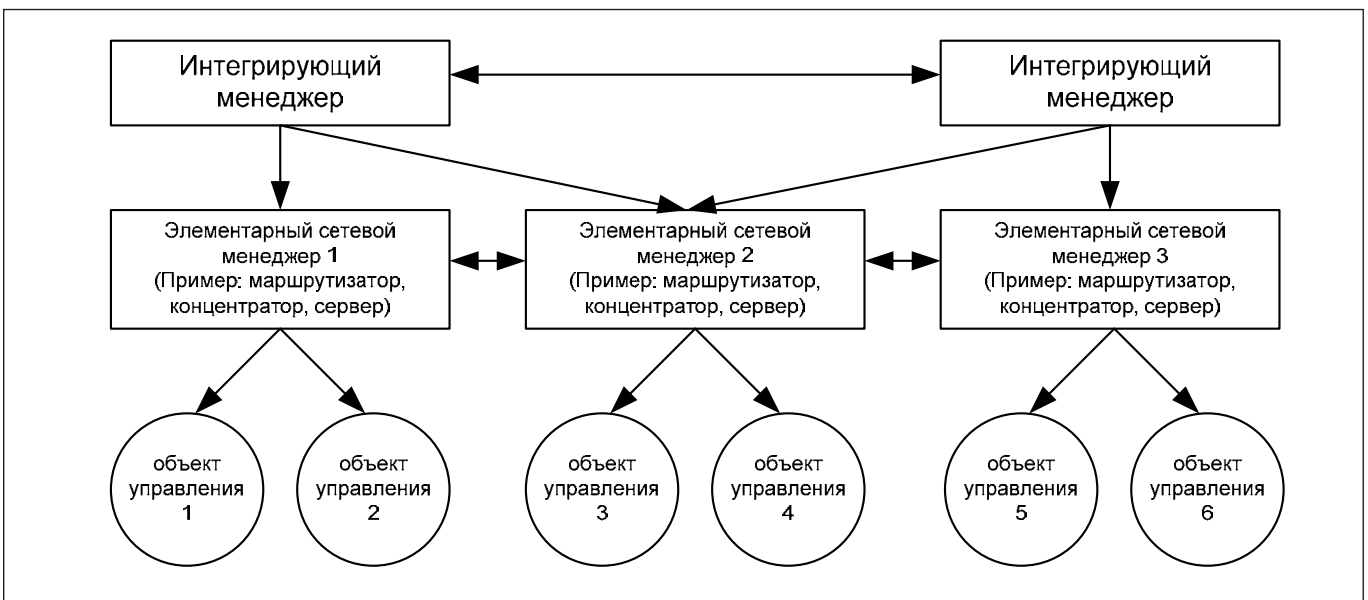 Интегрирующий
менеджер
Интегрирующий
менеджер
Элементарный сетевой
менеджер 1
(Пример: маршрутизатор,
концентратор, сервер)
Элементарный сетевой
менеджер 2
(Пример: маршрутизатор,
концентратор, сервер)
Элементарный сетевой
менеджер 3
(Пример: маршрутизатор,
концентратор, сервер)
объект
управления
1
объект
управления
2
объект
управления
3
объект
управления
4
объект
управления
5
объект
управления
6